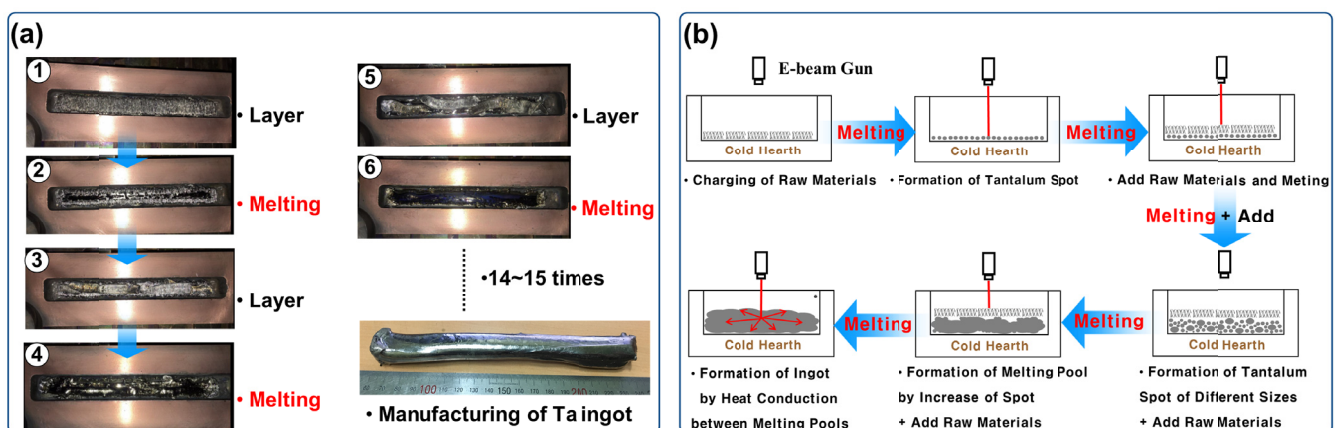 (a)
1
• Layer
2
• Melting
3
• Layer
4
• Melting
5
• Layer
6
• Melting
•14~15 times
100
150
• Manufacturing of Ta ingot
(b)
E-beam Gun
Cold Hearth
• Charging of Raw Materials
Melting
Cold Hearth
• Formation of Tantalum Spot
Melting
Cold Hearth
• Add Raw Materials and Meting
Melting + Add
Cold Hearth
• Formation of Tantalum
Spot of Different Sizes
+ Add Raw Materials
Melting
Cold Hearth
• Formation of Melting Pool
by Increase of Spot
+ Add Raw Materials
Melting
Cold Hearth
• Formation of Ingot
by Heat Conduction
between Melting Pools